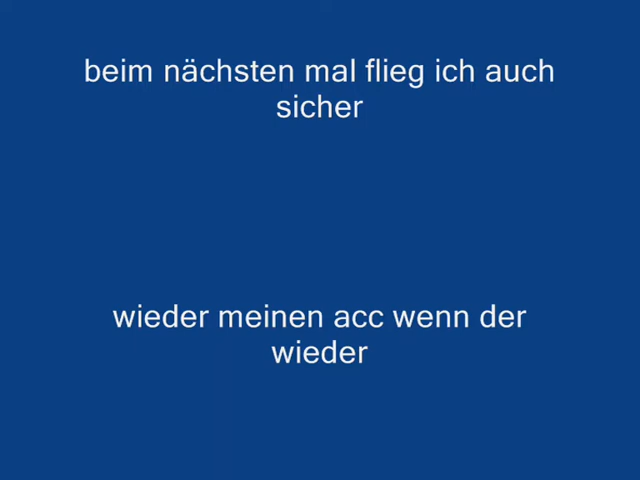 beim nächsten mal flieg ich auch
sicher
wieder meinen acc wenn der
wieder